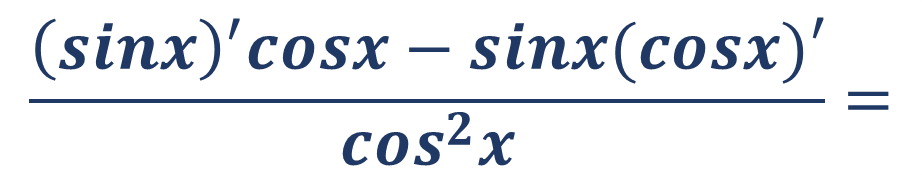 (sinx)′cosx − sinx(cosx)′
=
cos²x